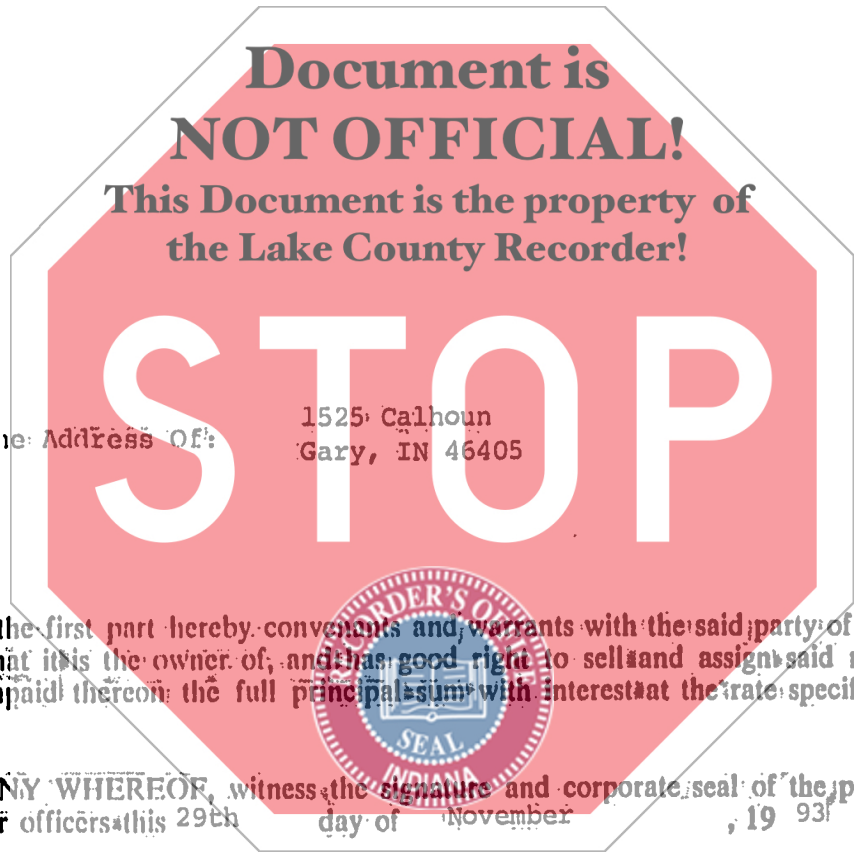 Document is
NOT OFFICIAL!
This Document is the property of
the Lake County Recorder!
STOP
1525 Calhoun
Address Of:
Gary, IN 46405
RECORDER'S OFFICE
the first part hereby convenants and warrants with the said party of
it is the owner of, and has good right to sell and assign said
thereon the full principal sum with interest at the rate
SEAL
INDIANA
WHEREOF, witness the signature and corporate seal of the
officers this 29th day of November , 19 93